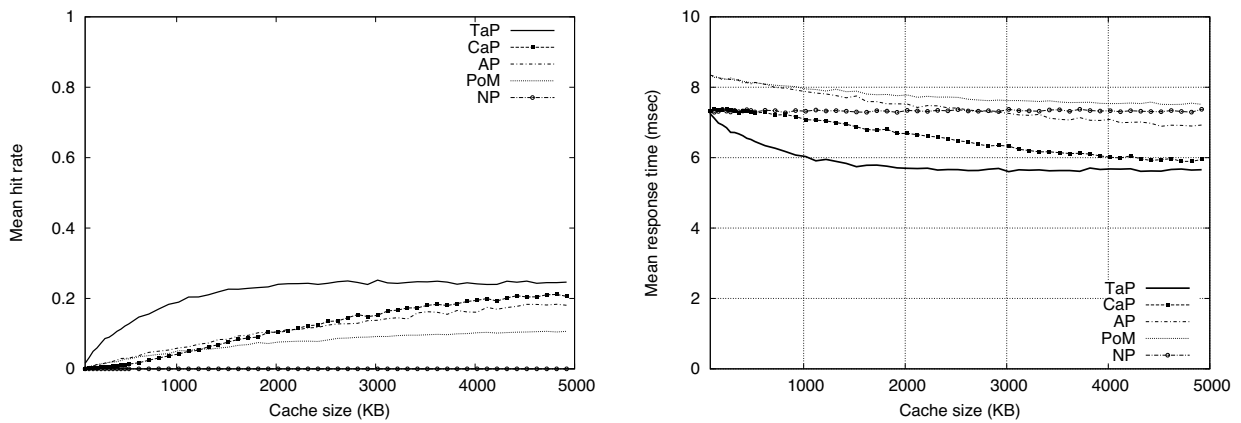 1
0.8
0.6
0.4
0.2
0
Mean hit rate
TaP
CaP
AP
PoM
NP
1000 2000 3000 4000 5000
Cache size (KB)
10
8
6
4
2
0
Mean response time (msec)
TaP
CaP
AP
PoM
NP
1000 2000 3000 4000 5000
Cache size (KB)